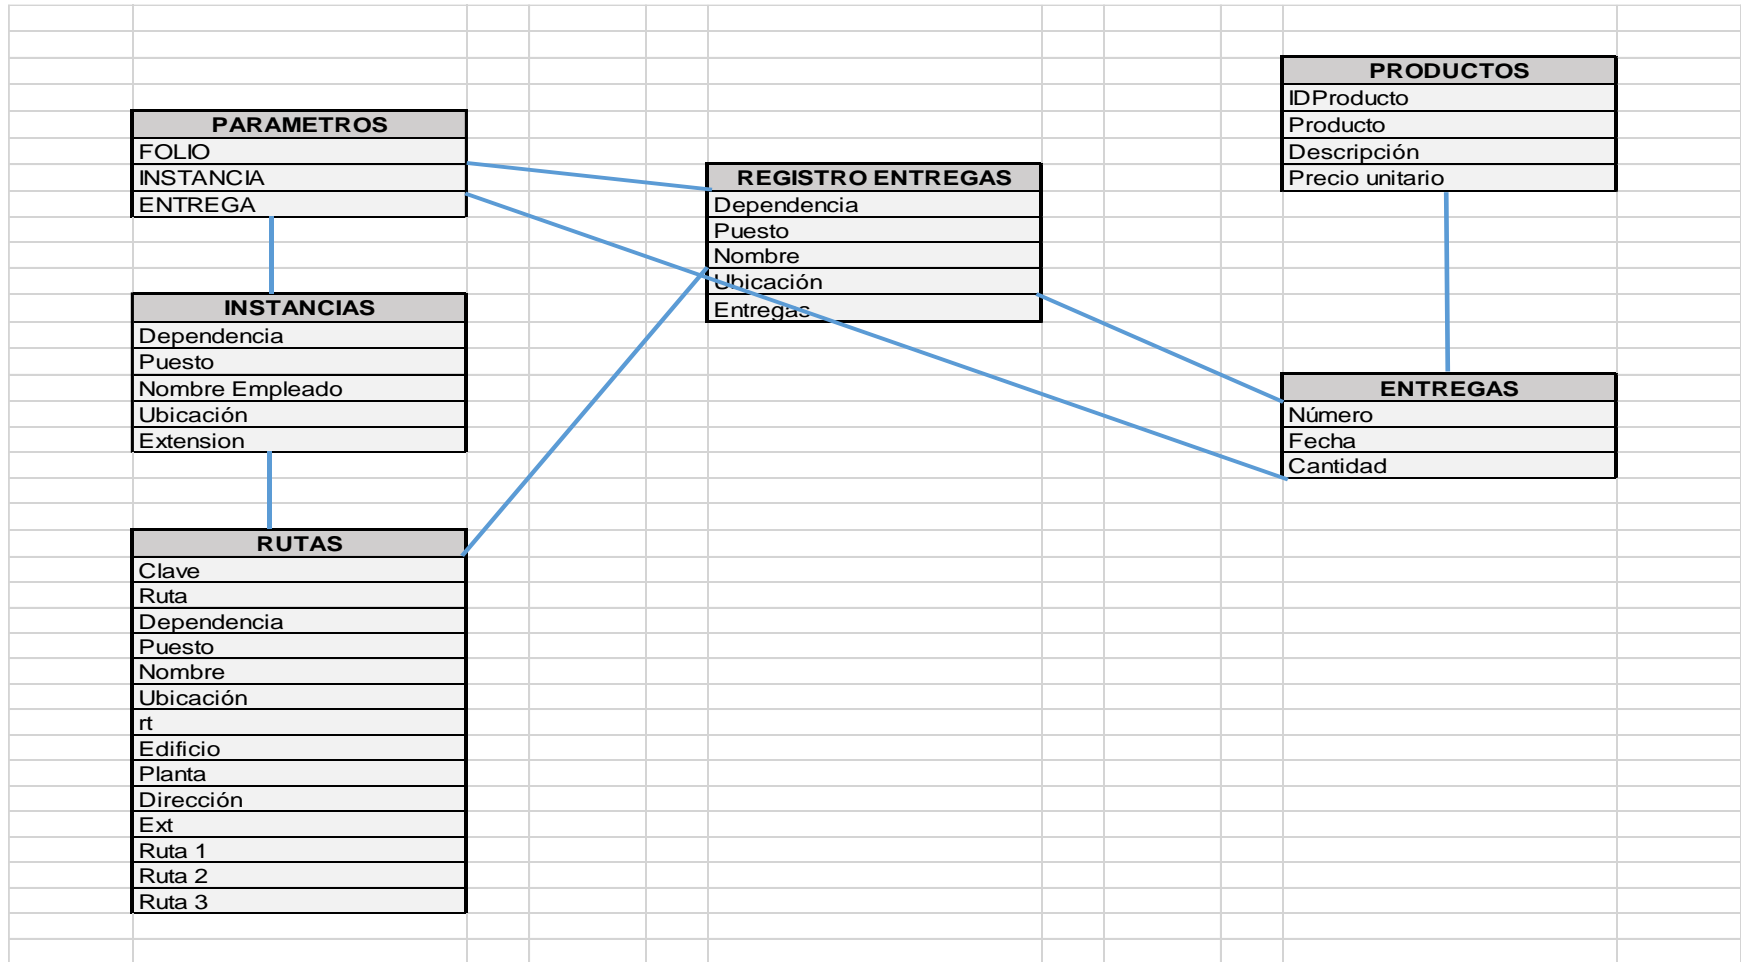 PARAMETROS
FOLIO
INSTANCIA
ENTREGA
INSTANCIAS
Dependencia
Puesto
Nombre Empleado
Ubicación
Extension
RUTAS
Clave
Ruta
Dependencia
Puesto
Nombre
Ubicación
rt
Edificio
Planta
Dirección
Ext
Ruta 1
Ruta 2
Ruta 3
REGISTRO ENTREGAS
Dependencia
Puesto
Nombre
Ubicación
Entregas
PRODUCTOS
IDProducto
Producto
Descripción
Precio unitario
ENTREGAS
Número
Fecha
Cantidad